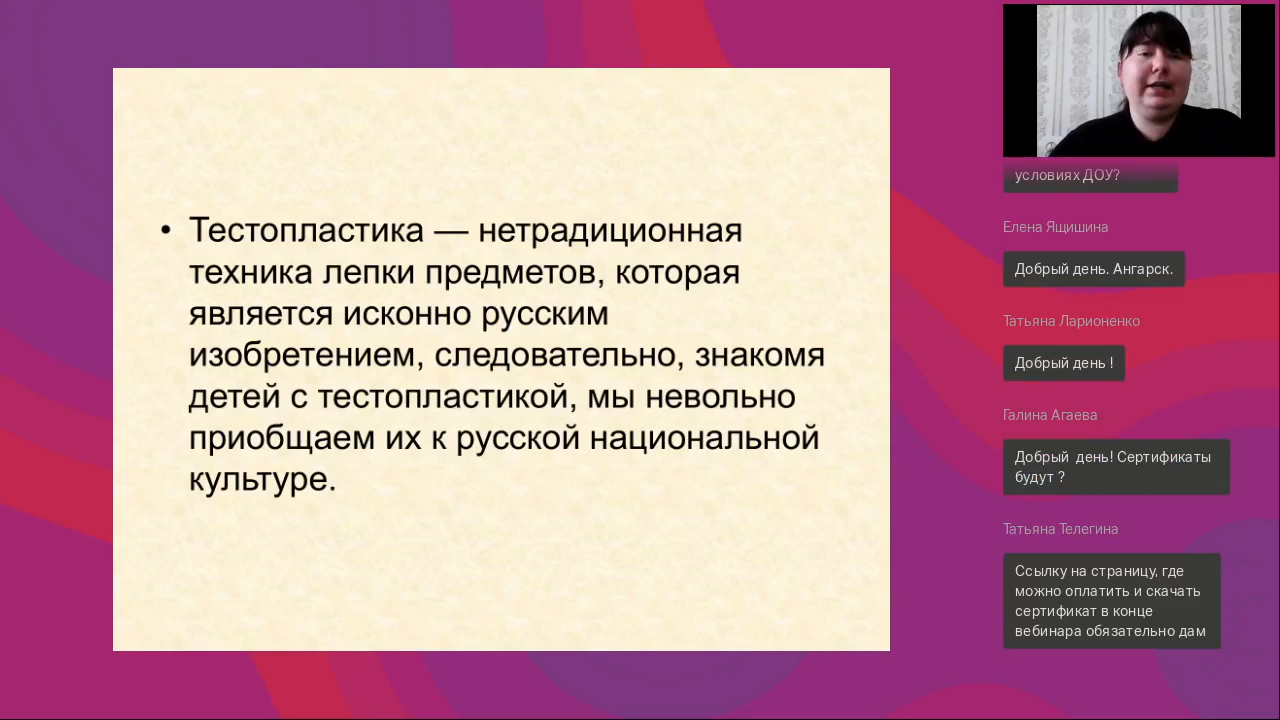 • Тестопластика — нетрадиционная
техника лепки предметов, которая
является исконно русским
изобретением, следовательно, знакомя
детей с тестопластикой, мы невольно
приобщаем их к русской национальной
культуре.
условиях ДОУ?
Елена Ящишина
Добрый день. Ангарск.
Татьяна Ларионенко
Добрый день !
Галина Агаева
Добрый  день! Сертификаты
будут ?
Татьяна Телегина
Ссылку на страницу, где
можно оплатить и скачать
сертификат в конце
вебинара обязательно дам